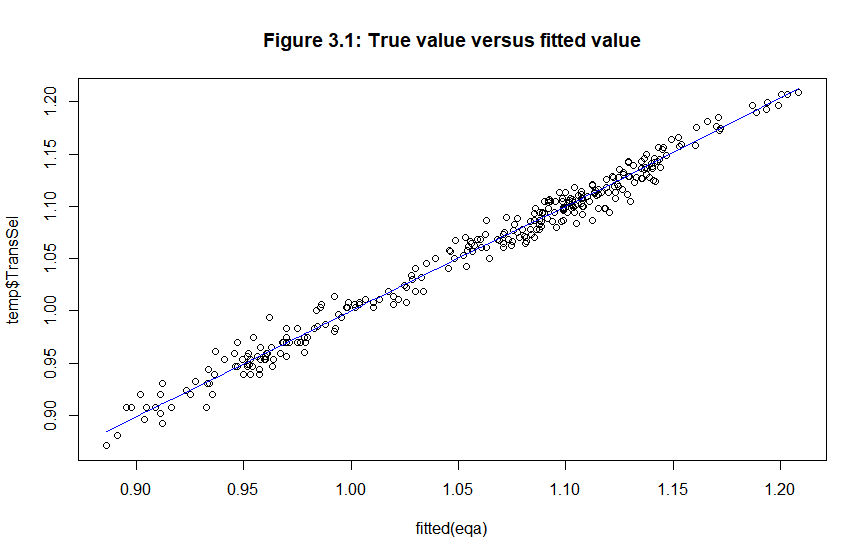 Figure 3.1: True value versus fitted value
temp$TransSel
1.20
1.15
1.10
1.05
1.00
0.95
0.90
0.90 0.95 1.00 1.05 1.10 1.15 1.20
fitted(eqa)